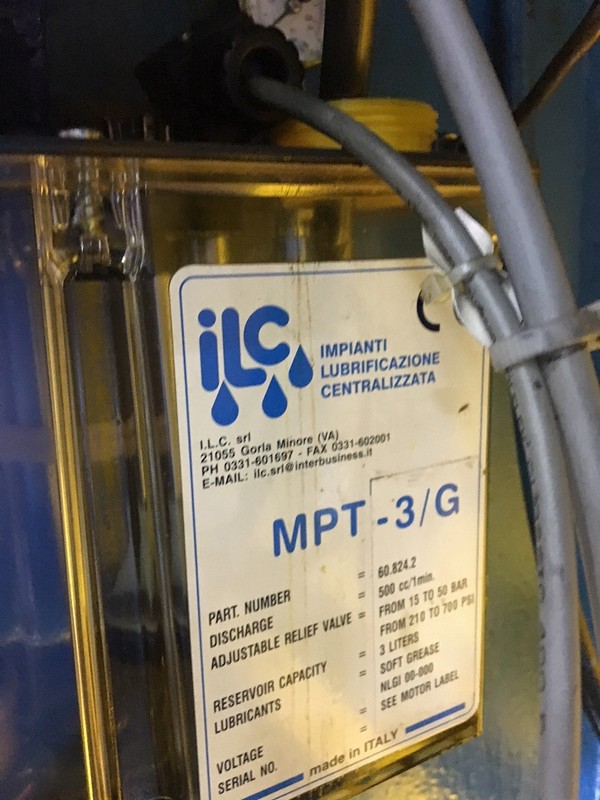 iLC
IMPIANTI
LUBRIFICAZIONE
CENTRALIZZATA
I.L.C. srl
21055 Gorla Minore (VA)
PH 0331-601697 - FAX 0331-602001
E-MAIL: ilc.srl@interbusiness.it
MPT-3/G
PART. NUMBER = 60.824.2
DISCHARGE = 500 cc/1min.
ADJUSTABLE RELIEF VALVE = FROM 15 TO 50 BAR
FROM 210 TO 700 PSI
RESERVOIR CAPACITY = 3 LITERS
LUBRICANTS = SOFT GREASE
NLGI 00-000
VOLTAGE = SEE MOTOR LABEL
SERIAL NO. =
made in ITALY